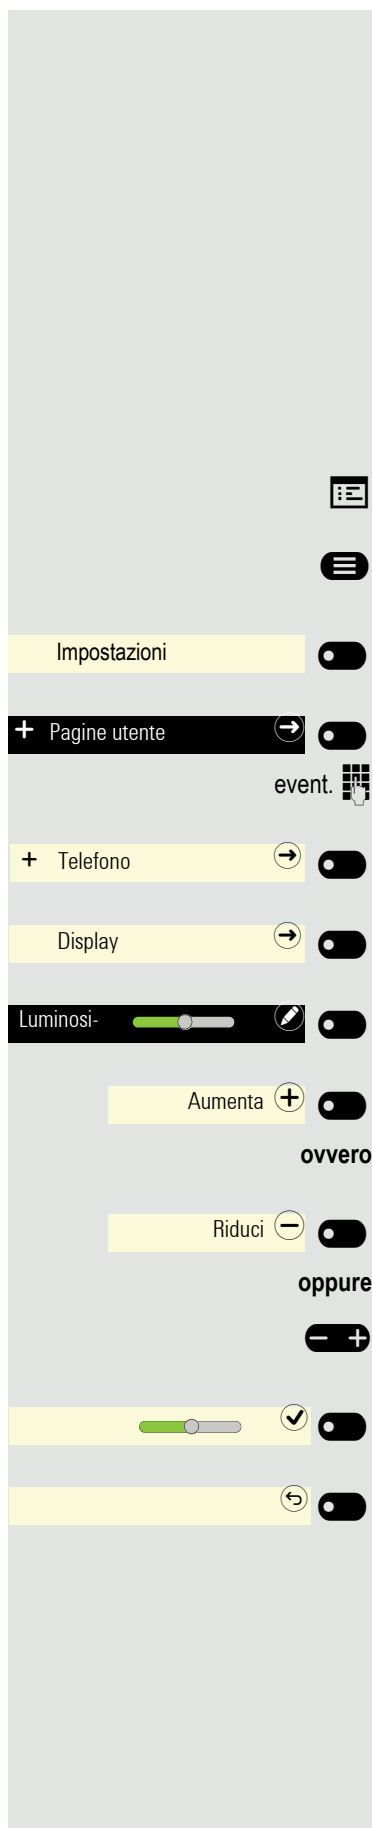 Impostazioni
Pagine utente
event.
Telefono
Display
Luminosi-
Aumenta
ovvero
Riduci
oppure